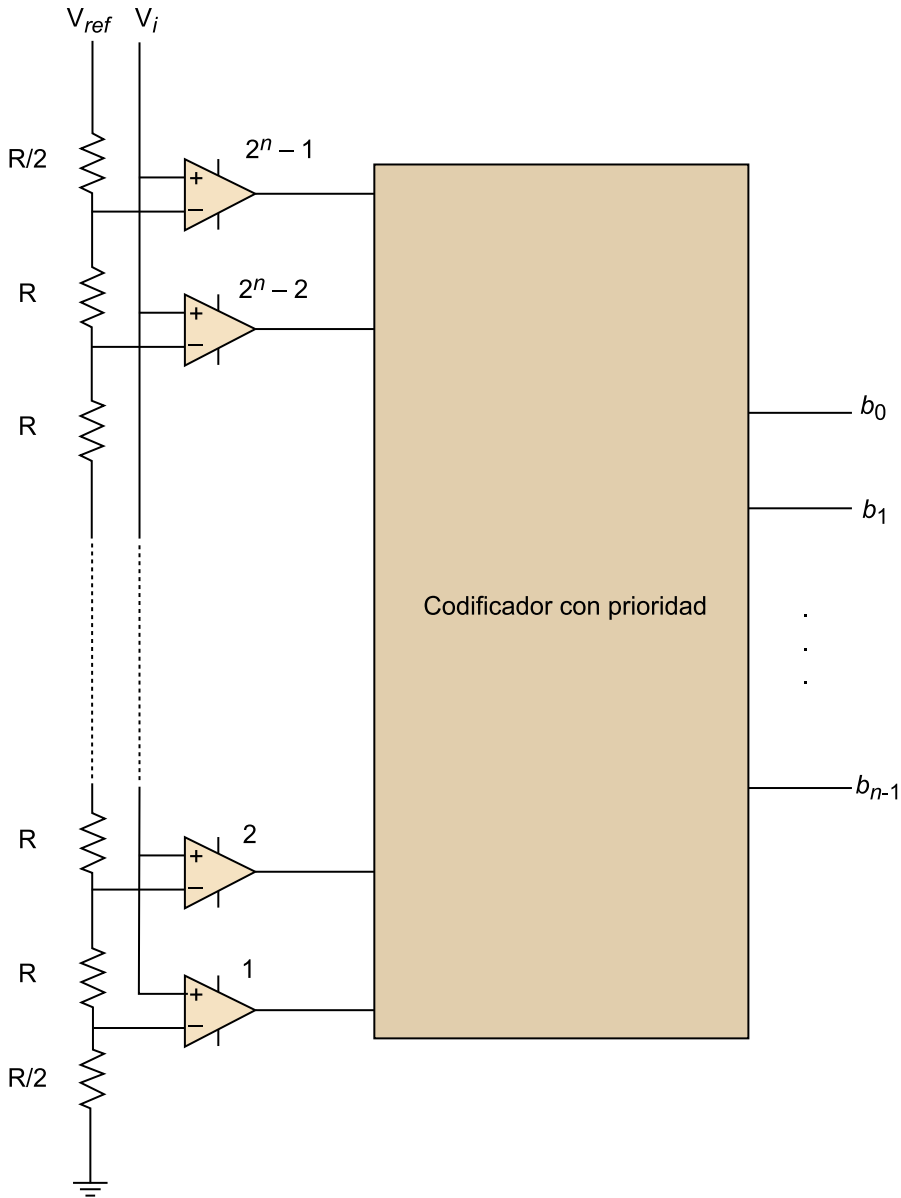 V_ref V_i
R/2
2^n – 1
+
–
R
2^n – 2
+
–
R
b_0
b_1
Codificador con prioridad
.
.
.
b_n-1
R
2
+
–
R
1
+
–
R/2